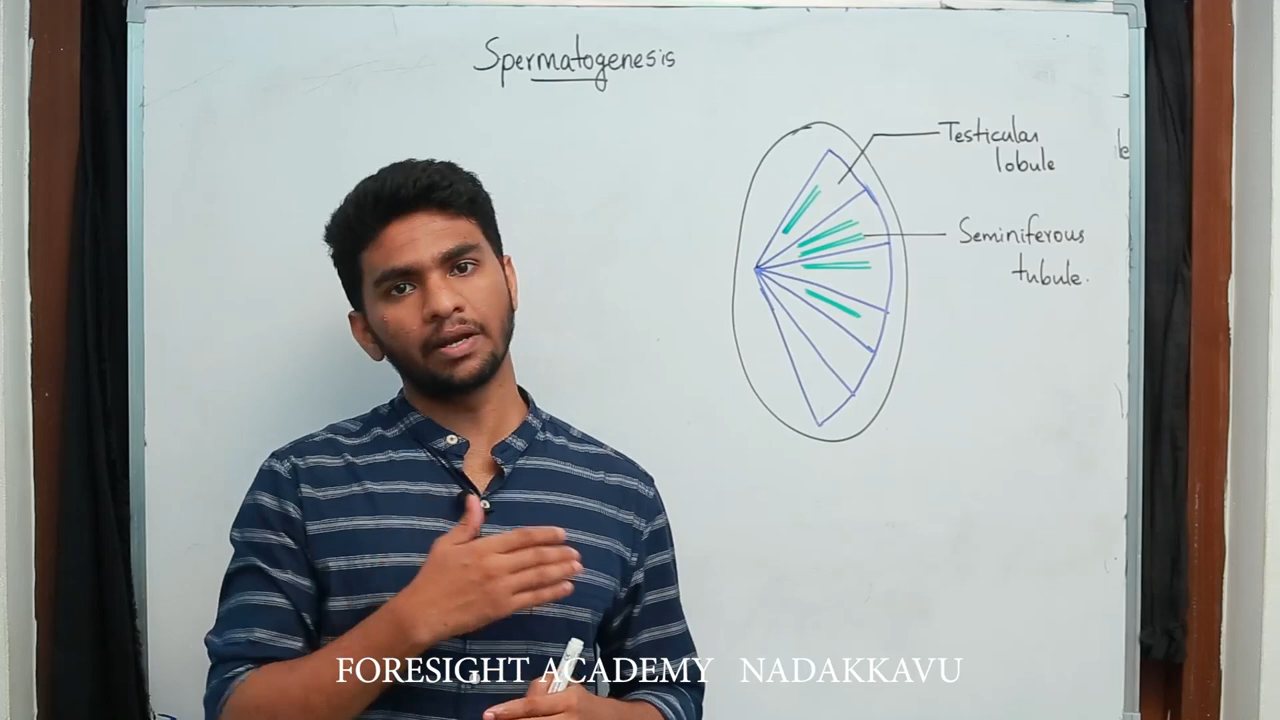 Spermatogenesis
Testicular
lobule
Seminiferous
tubule.
FORESIGHT ACADEMY NADAKKAVU